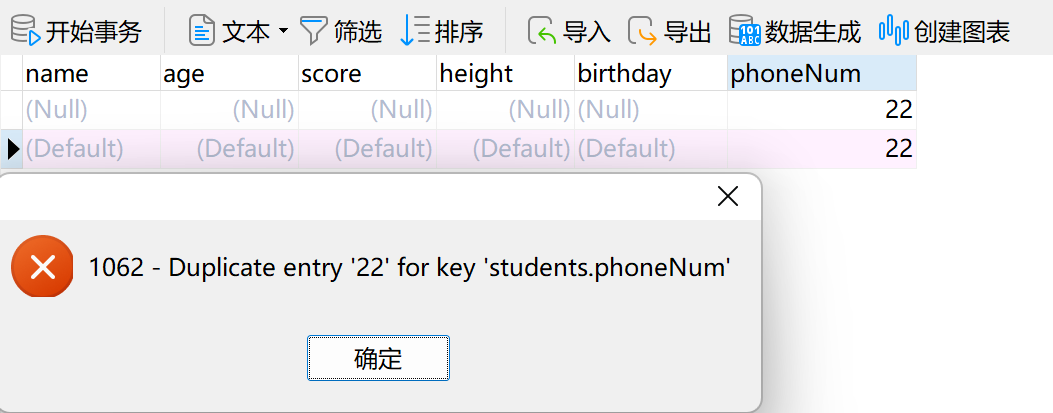 开始事务 文本 筛选 排序 导入 导出 数据生成 创建图表
name age score height birthday phoneNum
(Null) (Null) (Null) (Null) (Null) 22
(Default) (Default) (Default) (Default) (Default) 22
1062 - Duplicate entry '22' for key 'students.phoneNum'
确定